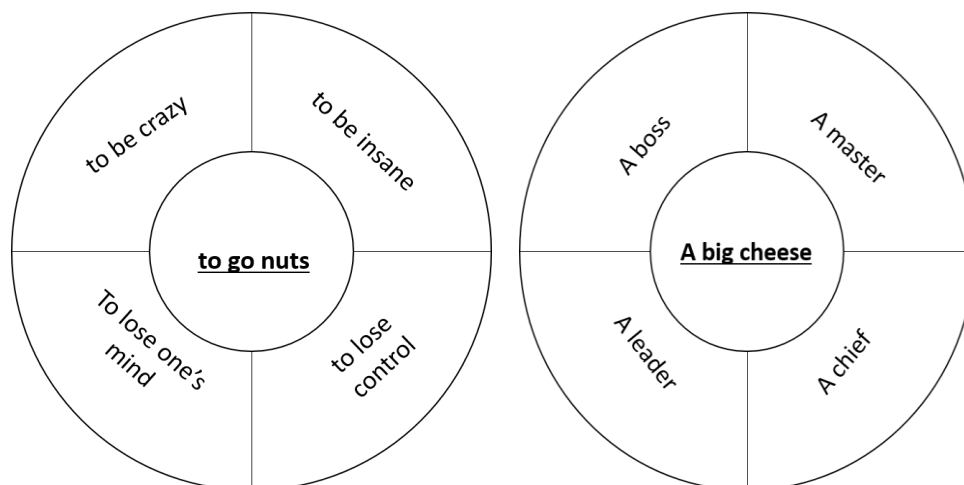 to be crazy
to be insane
to go nuts
To lose one's
mind
to lose
control
A boss
A master
A big cheese
A leader
A chief